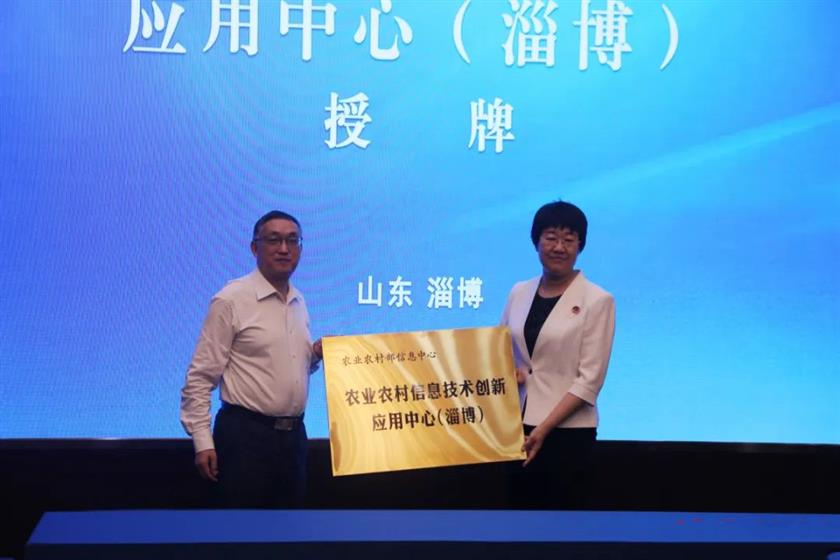 应用中心（淄博）
授 牌
山东 淄博
农业农村部信息中心
农业农村信息技术创新
应用中心（淄博）